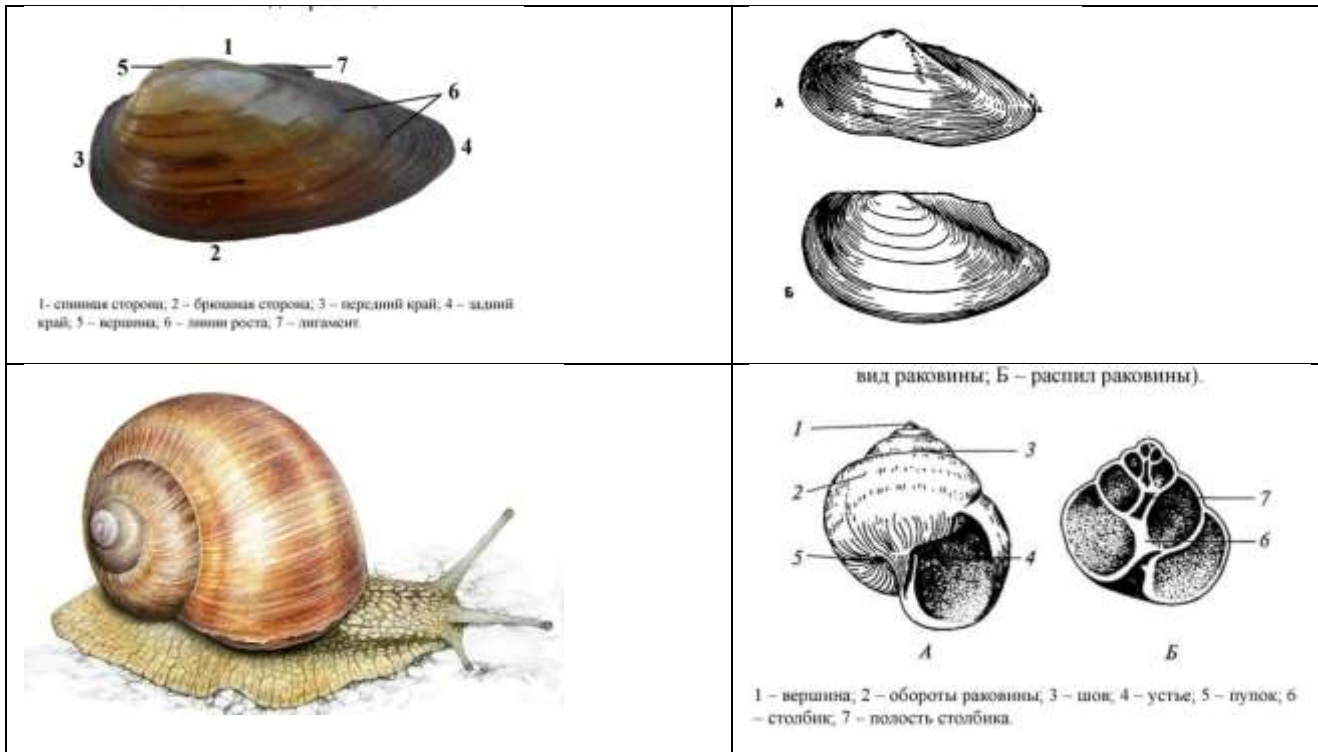 1
5
7
6
3
4
2
1- спинная сторона; 2 – брюшная сторона; 3 – передний край; 4 – задний
край; 5 – вершина; 6 – линии роста; 7 – лигамент.
А
Б
вид раковины; Б – распил раковины).
1
3
2
7
6
5
4
А
Б
1 – вершина; 2 – обороты раковины; 3 – шов; 4 – устье; 5 – пупок; 6
– столбик; 7 – полость столбика.